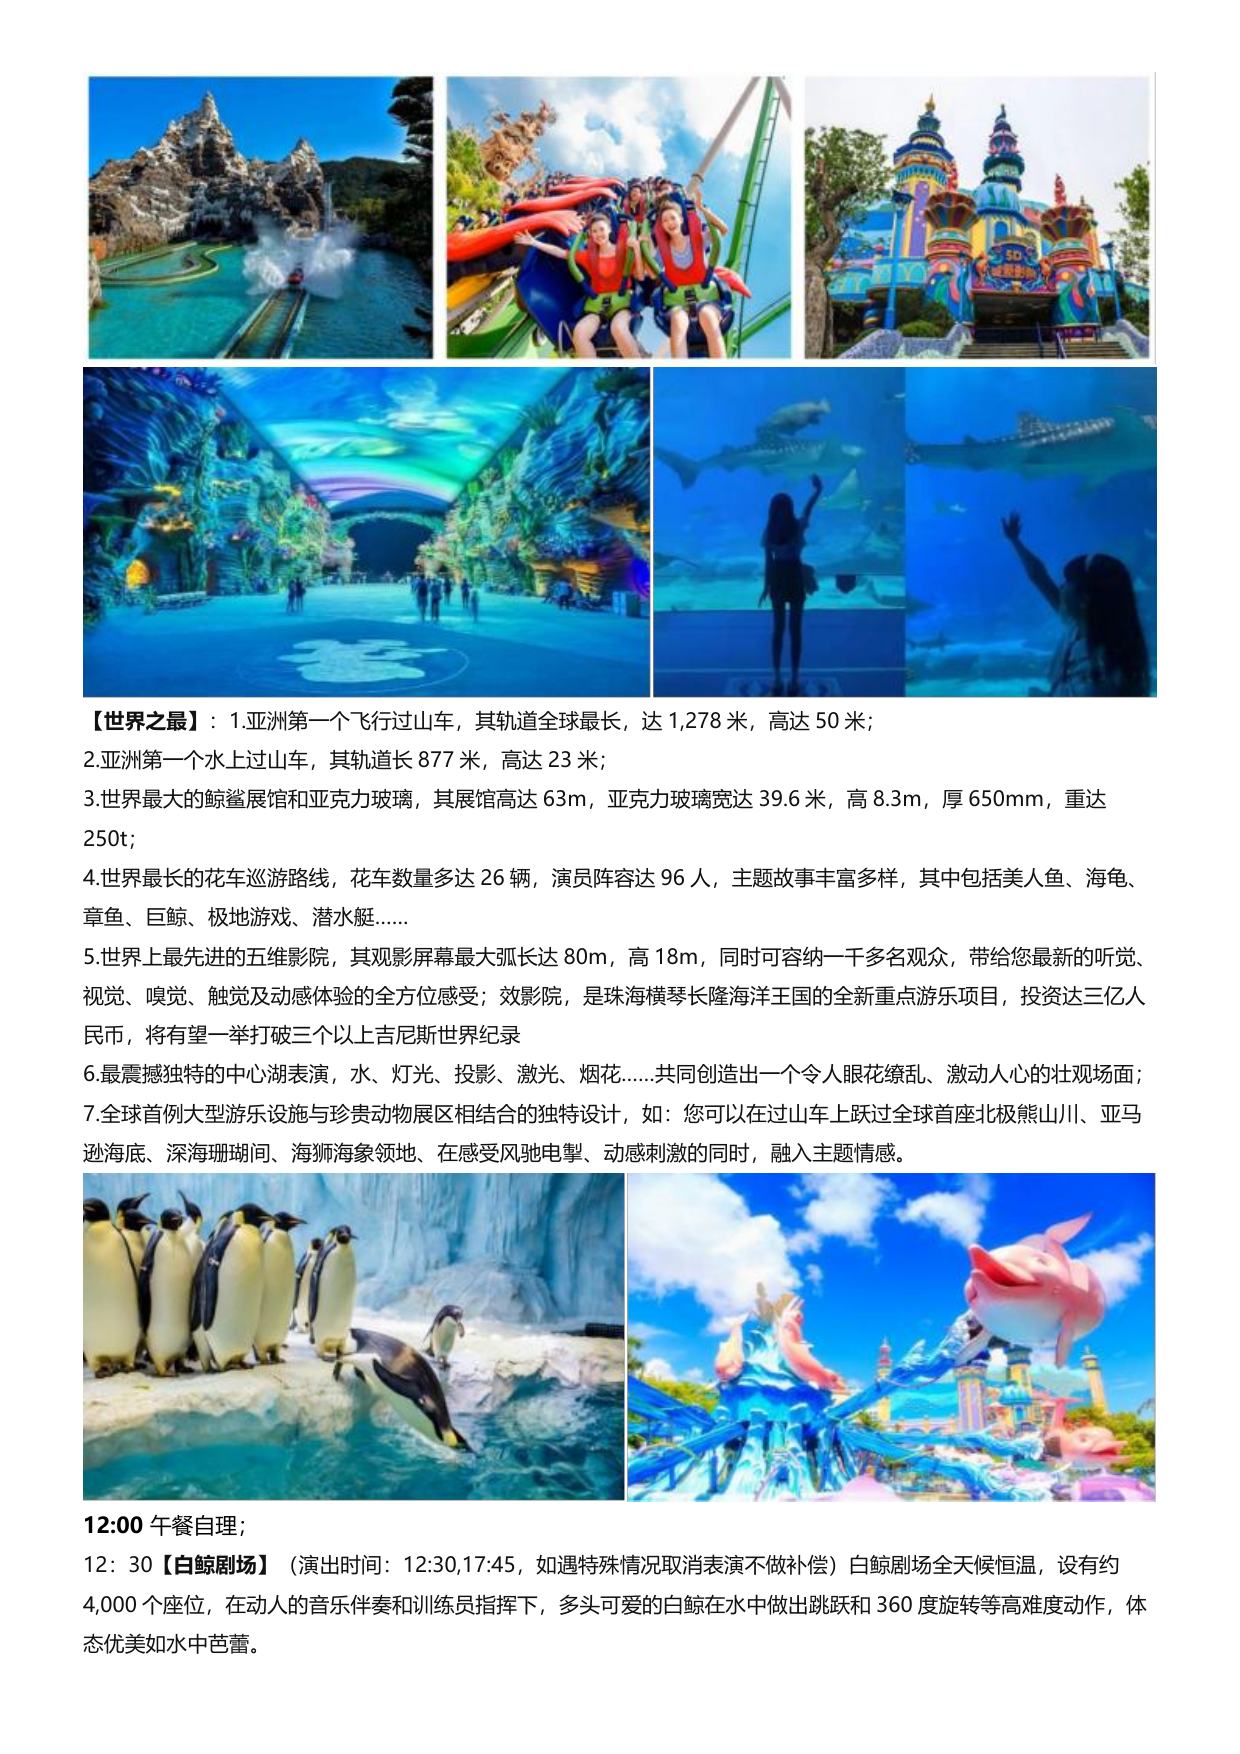 5D
城堡影院
【世界之最】：1.亚洲第一个飞行过山车，其轨道全球最长，达 1,278 米，高达 50 米；
2.亚洲第一个水上过山车，其轨道长 877 米，高达 23 米；
3.世界最大的鲸鲨展馆和亚克力玻璃，其展馆高达 63m，亚克力玻璃宽达 39.6 米，高 8.3m，厚 650mm，重达
250t；
4.世界最长的花车巡游路线，花车数量多达 26 辆，演员阵容达 96 人，主题故事丰富多样，其中包括美人鱼、海龟、
章鱼、巨鲸、极地游戏、潜水艇……
5.世界上最先进的五维影院，其观影屏幕最大弧长达 80m，高 18m，同时可容纳一千多名观众，带给您最新的听觉、
视觉、嗅觉、触觉及动感体验的全方位感受；效影院，是珠海横琴长隆海洋王国的全新重点游乐项目，投资达三亿人
民币，将有望一举打破三个以上吉尼斯世界纪录
6.最震撼独特的中心湖表演，水、灯光、投影、激光、烟花……共同创造出一个令人眼花缭乱、激动人心的壮观场面；
7.全球首例大型游乐设施与珍贵动物展区相结合的独特设计，如：您可以在过山车上跃过全球首座北极熊山川、亚马
逊海底、深海珊瑚间、海狮海象领地、在感受风驰电掣、动感刺激的同时，融入主题情感。
12:00 午餐自理；
12：30【白鲸剧场】（演出时间：12:30,17:45，如遇特殊情况取消表演不做补偿）白鲸剧场全天候恒温，设有约
4,000 个座位，在动人的音乐伴奏和训练员指挥下，多头可爱的白鲸在水中做出跳跃和 360 度旋转等高难度动作，体
态优美如水中芭蕾。